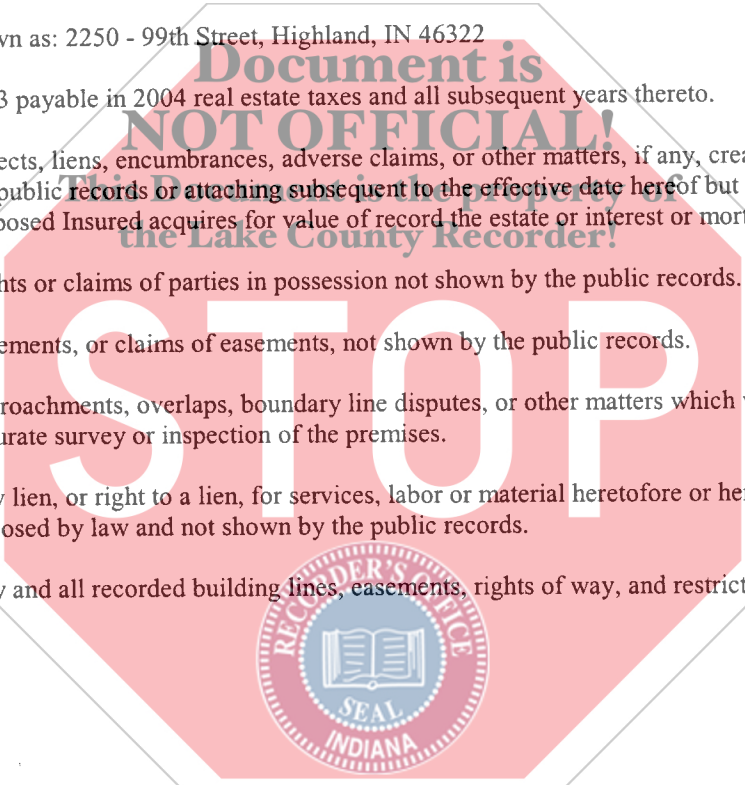 wn as: 2250 - 99th Street, Highland, IN 46322
Document is
3 payable in 2004 real estate taxes and all subsequent years thereto.
NOT OFFICIAL!
ects, liens, encumbrances, adverse claims, or other matters, if any, crea
public records or attaching subsequent to the effective date hereof but
This Document is the property of
posed Insured acquires for value of record the estate or interest or mort
the Lake County Recorder!
hts or claims of parties in possession not shown by the public records.
ements, or claims of easements, not shown by the public records.
roachments, overlaps, boundary line disputes, or other matters which
urate survey or inspection of the premises.
STOP
y lien, or right to a lien, for services, labor or material heretofore or her
osed by law and not shown by the public records.
y and all recorded building lines, easements, rights of way, and restrict
RECORDER'S OFFICE
SEAL
INDIANA